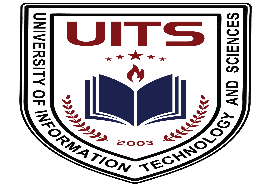 UITS
UNIVERSITY OF INFORMATION TECHNOLOGY AND SCIENCES
2003